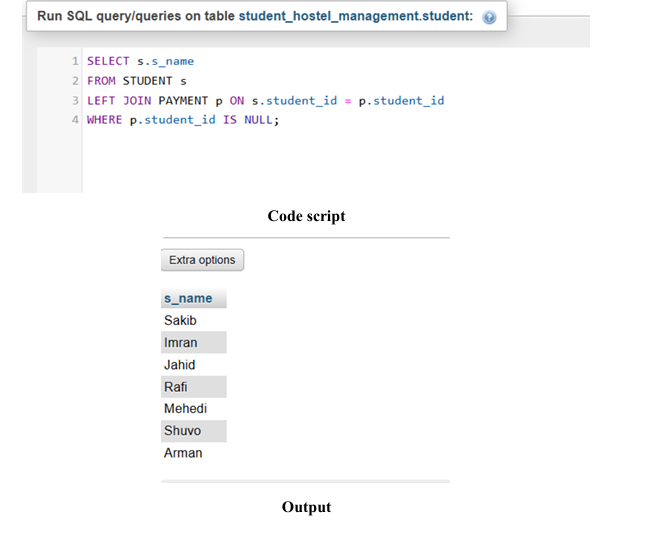 Run SQL query/queries on table student_hostel_management.student:
1 SELECT s.s_name
2 FROM STUDENT s
3 LEFT JOIN PAYMENT p ON s.student_id = p.student_id
4 WHERE p.student_id IS NULL;
Code script
Extra options
s_name
Sakib
Imran
Jahid
Rafi
Mehedi
Shuvo
Arman
Output